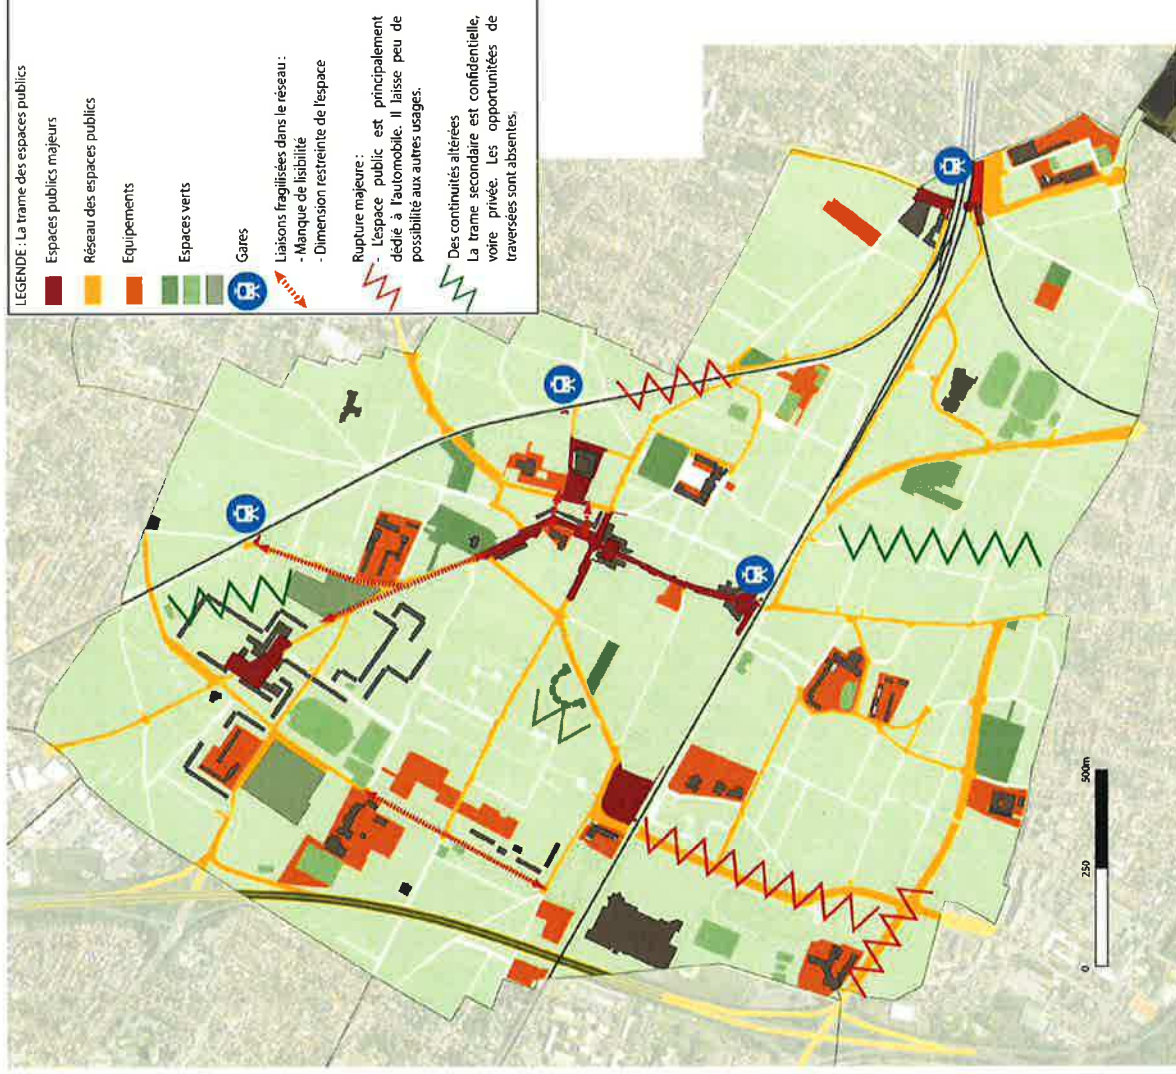 LEGENDE : La trame des espaces publics
Espaces publics majeurs
Réseau des espaces publics
Equipements
Espaces verts
Gares
Liaisons fragilisées dans le réseau :
- Manque de lisibilité
- Dimension restreinte de l'espace
Rupture majeure :
- L'espace public est principalement
dédié à l'automobile. Il laisse peu de
possibilité aux autres usages.
Des continuités altérées
La trame secondaire est confidentielle,
voire privée. Les opportunitées de
traversées sont absentes.
0
250
500m